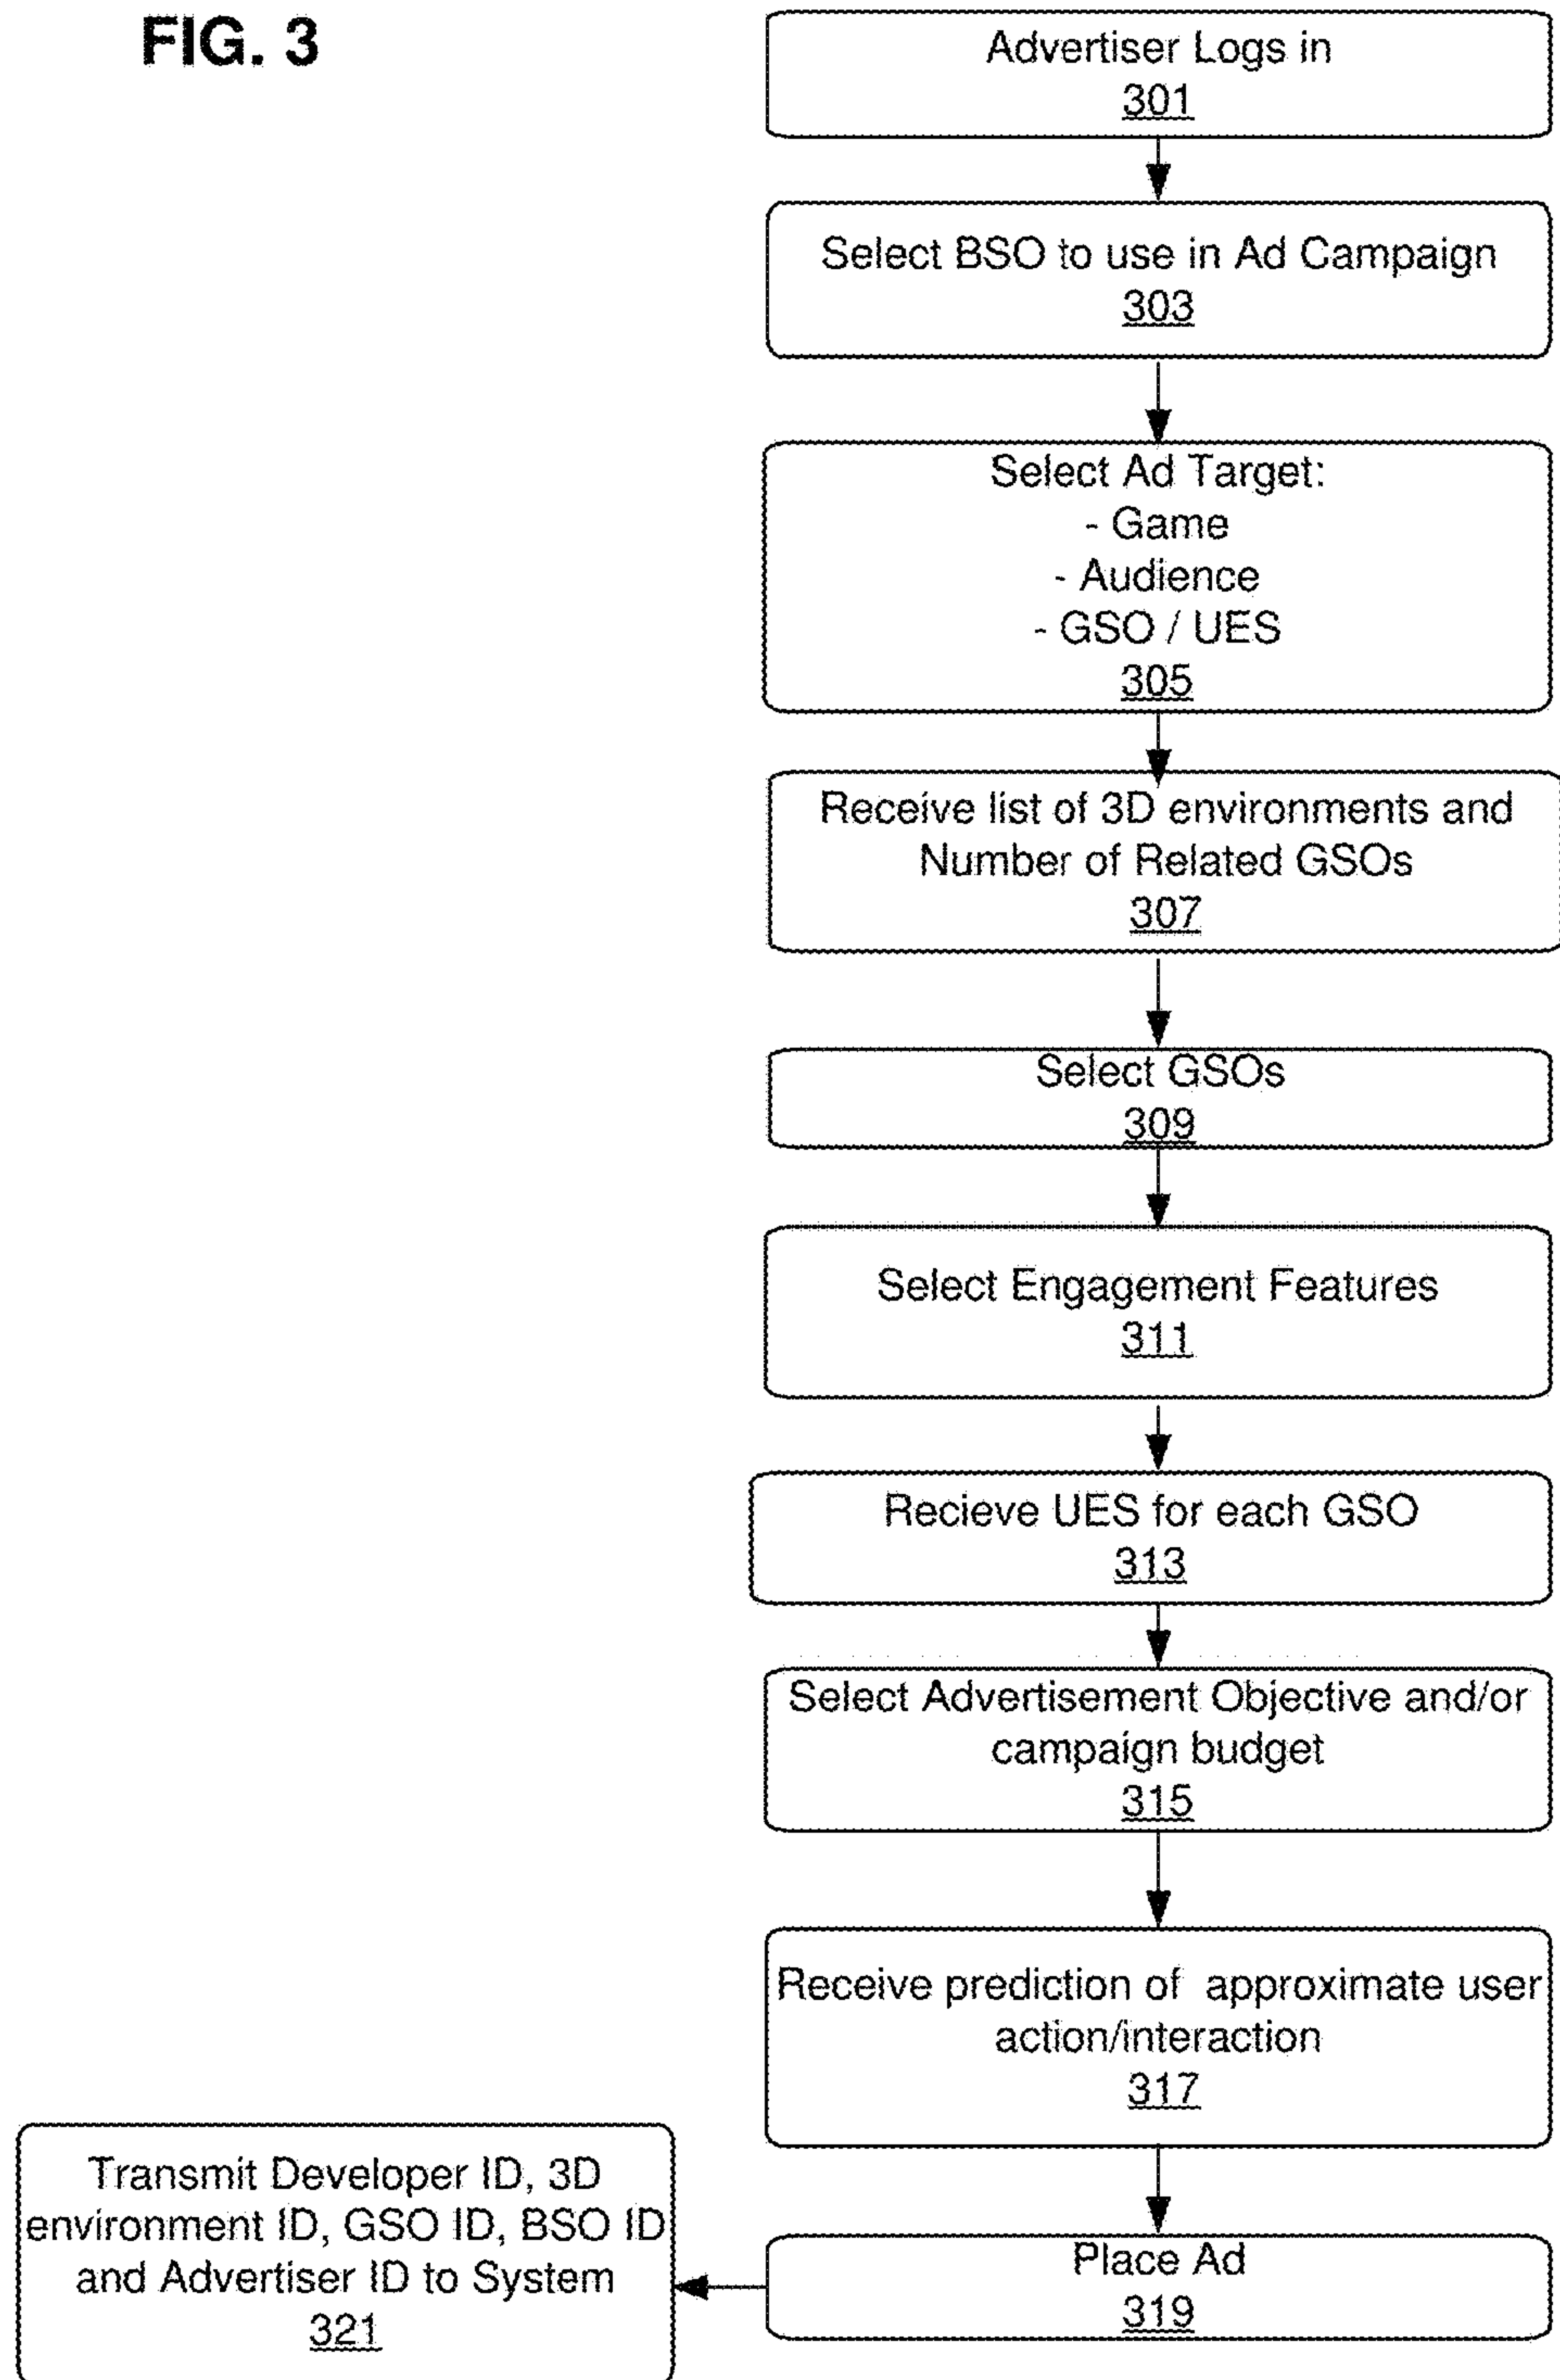 FIG. 3
Advertiser Logs in
301
Select BSO to use in Ad Campaign
303
Select Ad Target:
- Game
- Audience
- GSO / UES
305
Receive list of 3D environments and
Number of Related GSOs
307
Select GSOs
309
Select Engagement Features
311
Recieve UES for each GSO
313
Select Advertisement Objective and/or
campaign budget
315
Receive prediction of approximate user
action/interaction
317
Place Ad
319
Transmit Developer ID, 3D
environment ID, GSO ID, BSO ID
and Advertiser ID to System
321